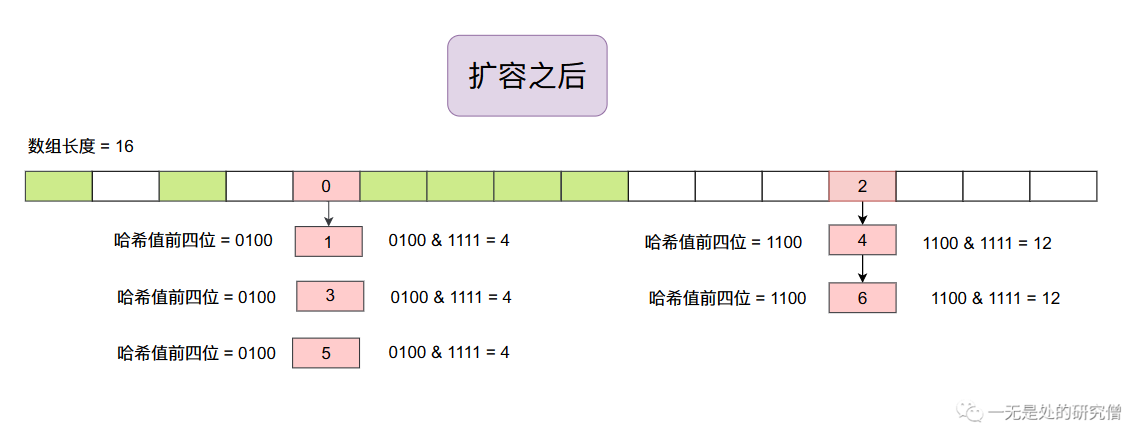 扩容之后
数组长度 = 16
0
2
哈希值前四位 = 0100
1
0100 & 1111 = 4
哈希值前四位 = 1100
4
1100 & 1111 = 12
哈希值前四位 = 0100
3
0100 & 1111 = 4
哈希值前四位 = 1100
6
1100 & 1111 = 12
哈希值前四位 = 0100
5
0100 & 1111 = 4
一无是处的研究僧